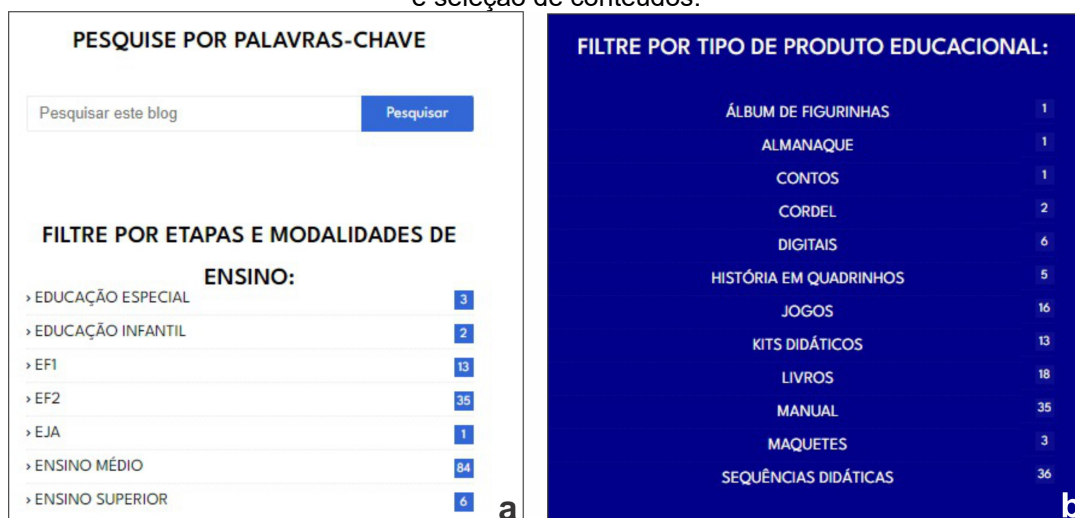 e seleção de conteúdos.
PESQUISE POR PALAVRAS-CHAVE
Pesquisar este blog
Pesquisar
FILTRE POR ETAPAS E MODALIDADES DE
ENSINO:
› EDUCAÇÃO ESPECIAL 3
› EDUCAÇÃO INFANTIL 2
› EF1 13
› EF2 35
› EJA 1
› ENSINO MÉDIO 84
› ENSINO SUPERIOR 6
a
FILTRE POR TIPO DE PRODUTO EDUCACIONAL:
ÁLBUM DE FIGURINHAS 1
ALMANAQUE 1
CONTOS 1
CORDEL 2
DIGITAIS 6
HISTÓRIA EM QUADRINHOS 5
JOGOS 16
KITS DIDÁTICOS 13
LIVROS 18
MANUAL 35
MAQUETES 3
SEQUÊNCIAS DIDÁTICAS 36
b